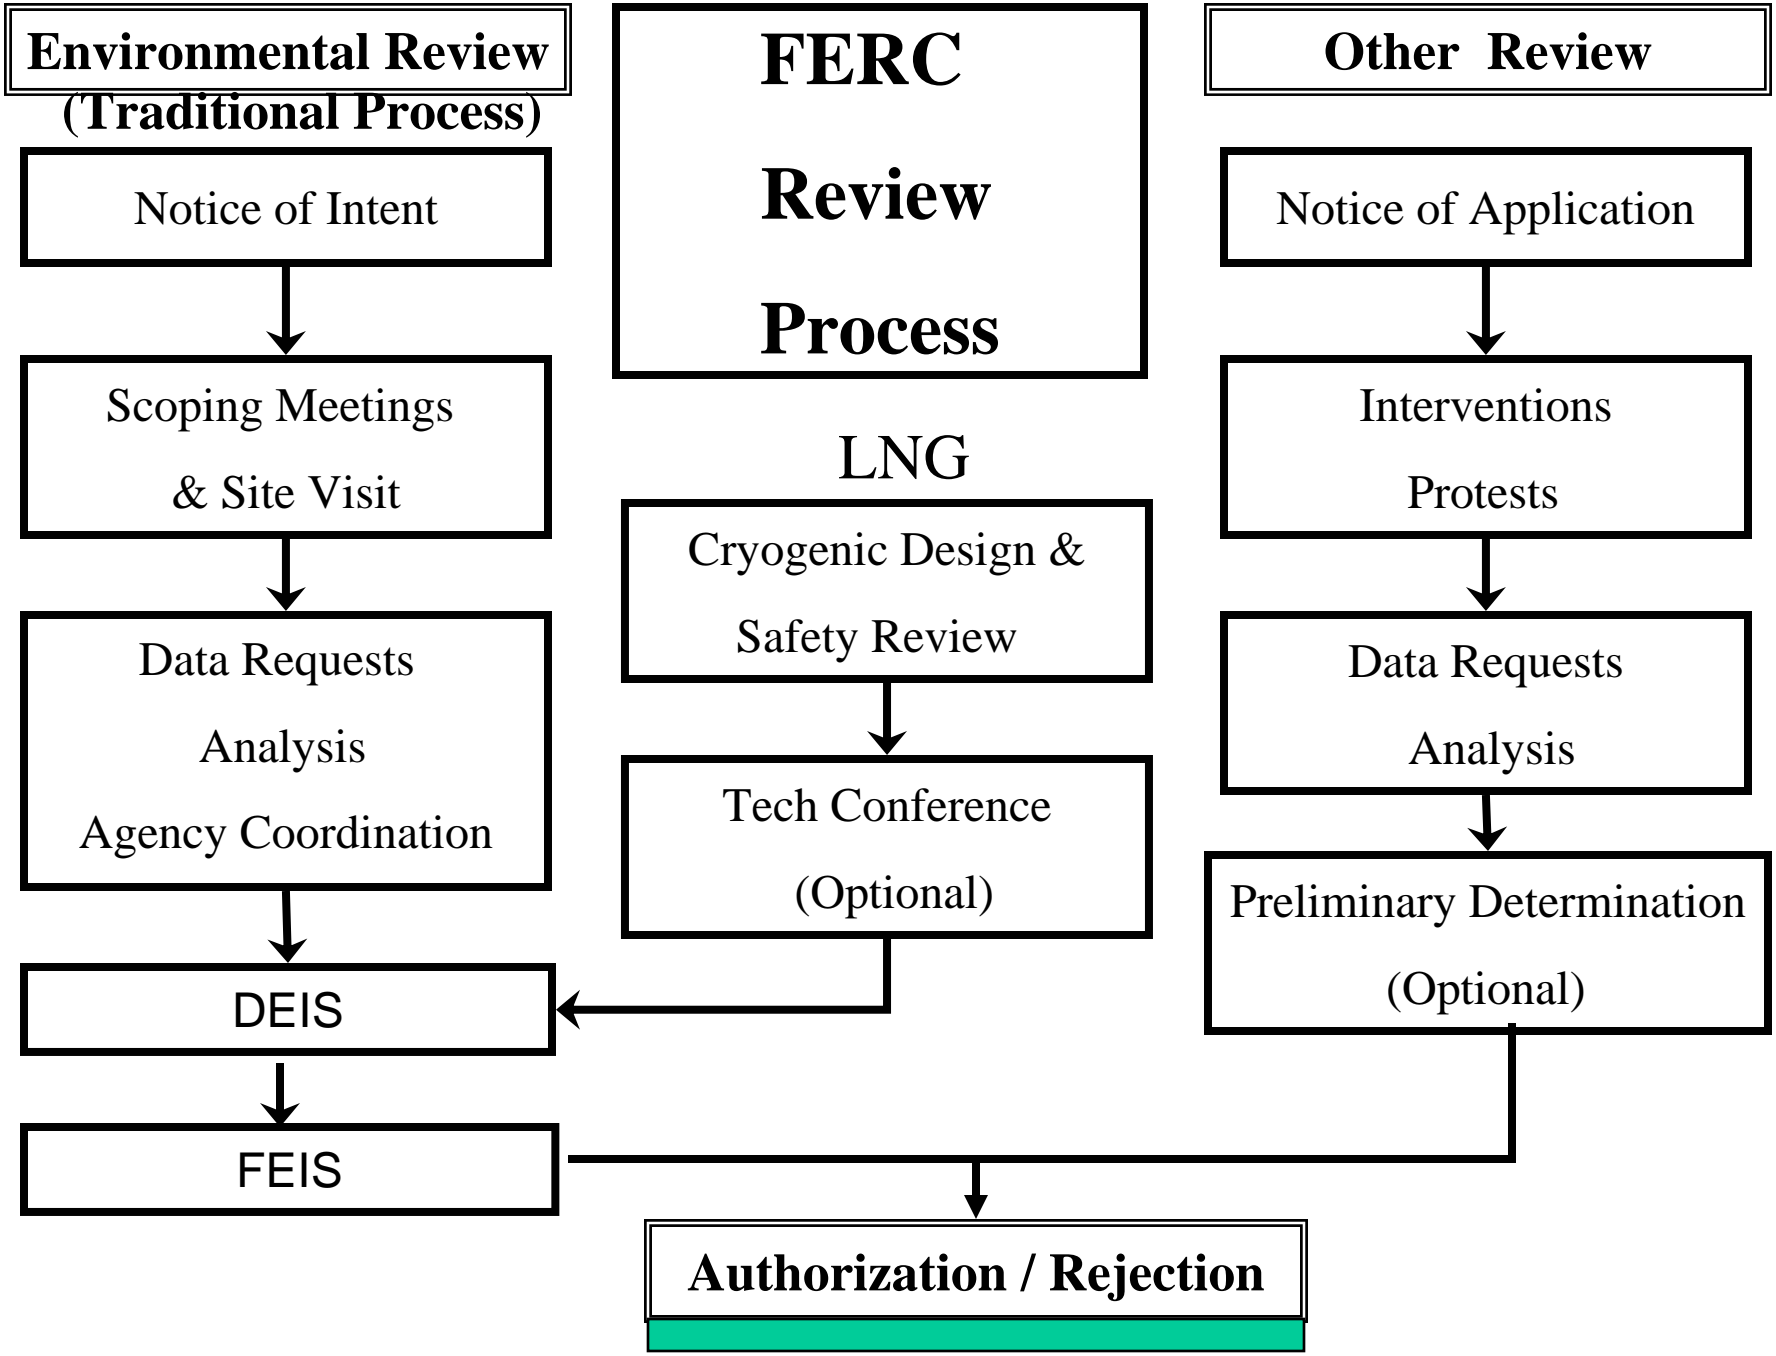 Environmental Review
(Traditional Process)
Notice of Intent
Scoping Meetings
& Site Visit
Data Requests
Analysis
Agency Coordination
DEIS
FEIS
FERC
Review
Process
LNG
Cryogenic Design &
Safety Review
Tech Conference
(Optional)
Other Review
Notice of Application
Interventions
Protests
Data Requests
Analysis
Preliminary Determination
(Optional)
Authorization / Rejection